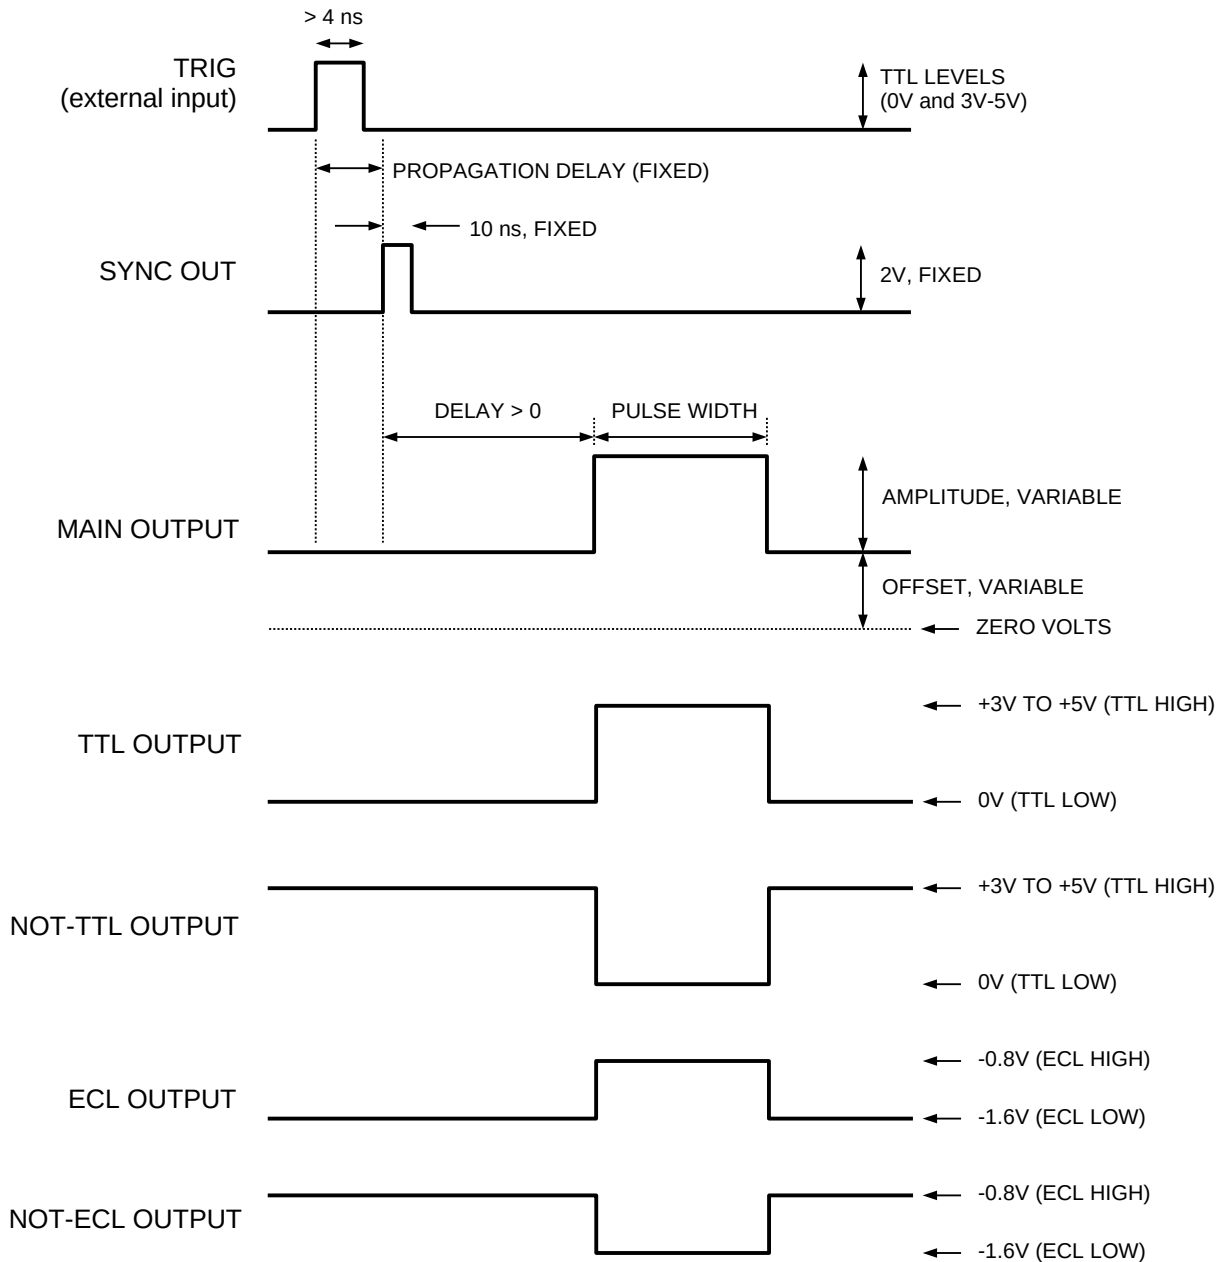 > 4 ns
TRIG
(external input)
TTL LEVELS
(0V and 3V-5V)
PROPAGATION DELAY (FIXED)
10 ns, FIXED
SYNC OUT
2V, FIXED
DELAY > 0
PULSE WIDTH
MAIN OUTPUT
AMPLITUDE, VARIABLE
OFFSET, VARIABLE
ZERO VOLTS
+3V TO +5V (TTL HIGH)
TTL OUTPUT
0V (TTL LOW)
+3V TO +5V (TTL HIGH)
NOT-TTL OUTPUT
0V (TTL LOW)
-0.8V (ECL HIGH)
ECL OUTPUT
-1.6V (ECL LOW)
-0.8V (ECL HIGH)
NOT-ECL OUTPUT
-1.6V (ECL LOW)